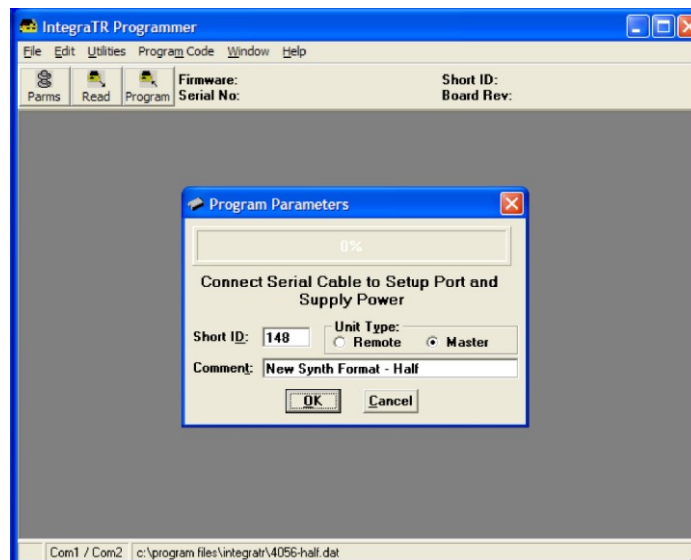 IntegraTR Programmer
File Edit Utilities Program Code Window Help
Parms Read Program
Firmware: Short ID:
Serial No: Board Rev:
Program Parameters
0%
Connect Serial Cable to Setup Port and
Supply Power
Short ID: 148 Unit Type: Remote Master
Comment: New Synth Format - Half
OK Cancel
Com1 / Com2 c:\program files\integratr\4056-half.dat